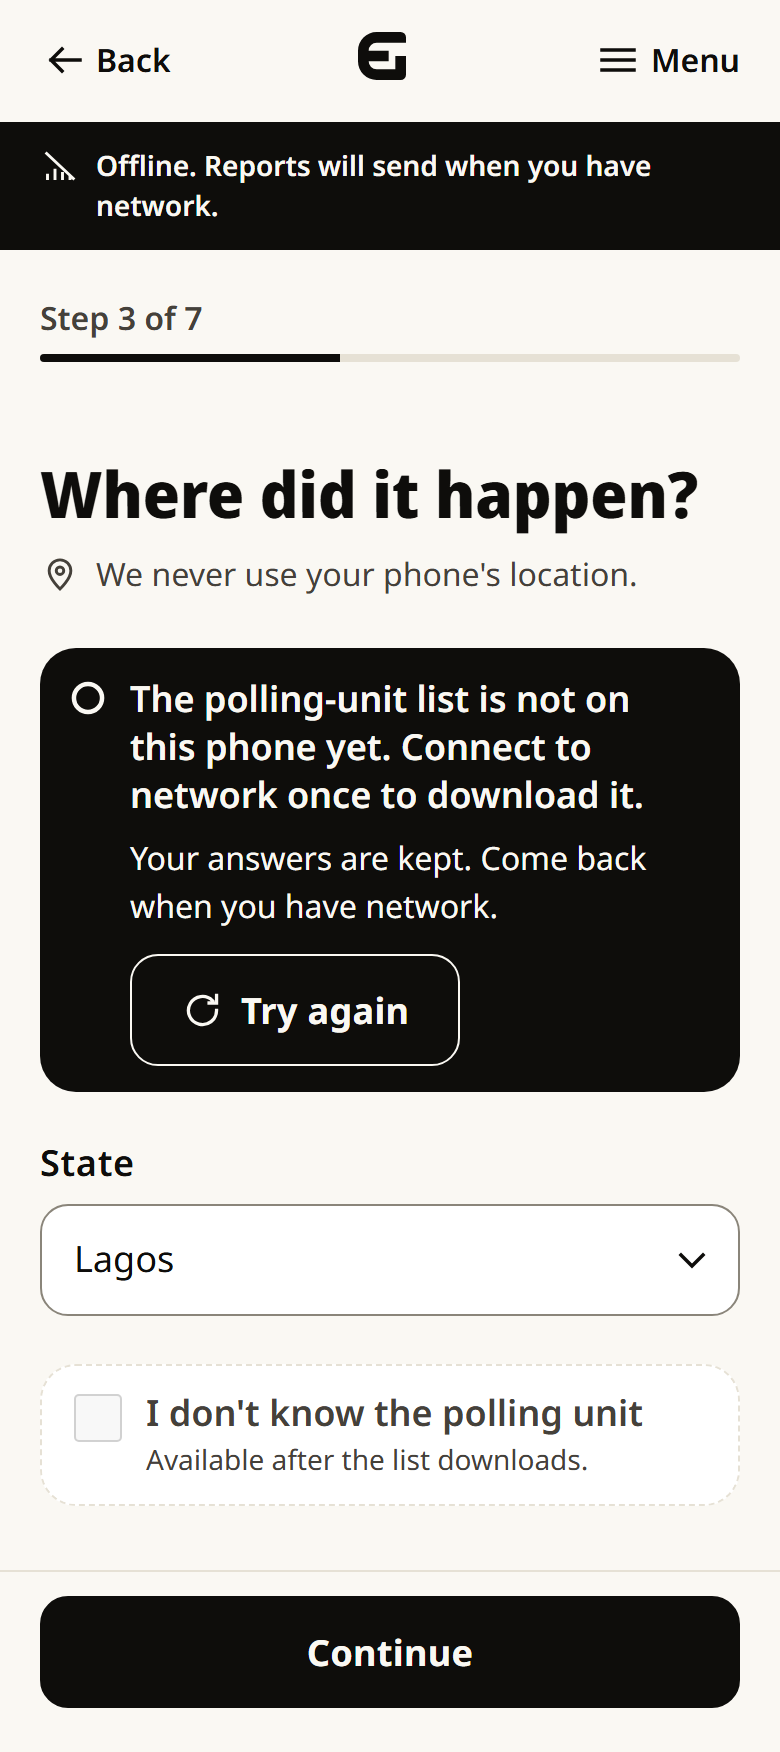 Back
Menu
Offline. Reports will send when you have
network.
Step 3 of 7
Where did it happen?
We never use your phone's location.
The polling-unit list is not on
this phone yet. Connect to
network once to download it.
Your answers are kept. Come back
when you have network.
Try again
State
Lagos
I don't know the polling unit
Available after the list downloads.
Continue